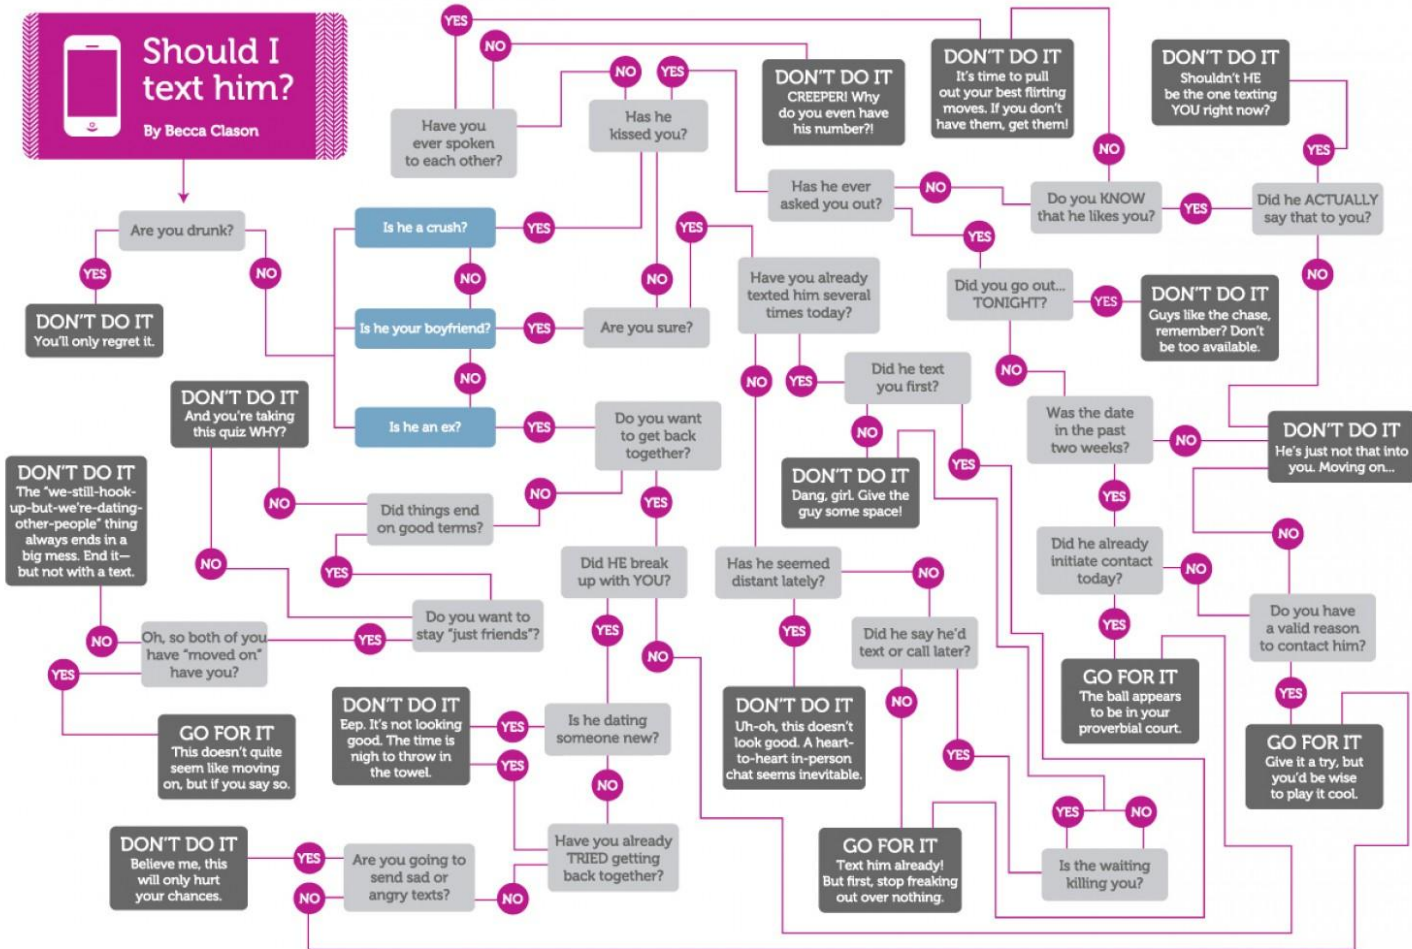 Should I
text him?
By Becca Clason
YES
NO
Have you
ever spoken
to each other?
NO
YES
Has he
kissed you?
DON'T DO IT
CREEPER! Why
do you even have
his number?!
DON'T DO IT
It's time to pull
out your best flirting
moves. If you don't
have them, get them!
DON'T DO IT
Shouldn't HE
be the one texting
YOU right now?
NO
YES
Are you drunk?
YES
NO
DON'T DO IT
You'll only regret it.
Is he a crush?
YES
NO
Is he your boyfriend?
YES
NO
Is he an ex?
YES
NO
Are you sure?
YES
Has he ever
asked you out?
NO
Do you KNOW
that he likes you?
YES
Did he ACTUALLY
say that to you?
NO
YES
Have you already
texted him several
times today?
Did you go out...
TONIGHT?
YES
DON'T DO IT
Guys like the chase,
remember? Don't
be too available.
NO
NO
YES
Did he text
you first?
NO
YES
DON'T DO IT
Dang, girl. Give the
guy some space!
Was the date
in the past
two weeks?
NO
DON'T DO IT
He's just not that into
you. Moving on...
YES
Did he already
initiate contact
today?
NO
NO
Do you have
a valid reason
to contact him?
YES
YES
GO FOR IT
The ball appears
to be in your
proverbial court.
GO FOR IT
Give it a try, but
you'd be wise
to play it cool.
DON'T DO IT
And you're taking
this quiz WHY?
DON'T DO IT
The "we-still-hook-
up-but-we're-dating-
other-people" thing
always ends in a
big mess. End it—
but not with a text.
Do you want
to get back
together?
NO
YES
Did things end
on good terms?
NO
YES
NO
Do you want to
stay "just friends"?
YES
Oh, so both of you
have "moved on"
have you?
NO
YES
GO FOR IT
This doesn't quite
seem like moving
on, but if you say so.
Did HE break
up with YOU?
YES
NO
Is he dating
someone new?
YES
NO
DON'T DO IT
Eep. It's not looking
good. The time is
nigh to throw in
the towel.
YES
Have you already
TRIED getting
back together?
NO
Are you going to
send sad or
angry texts?
YES
NO
DON'T DO IT
Believe me, this
will only hurt
your chances.
Has he seemed
distant lately?
NO
YES
DON'T DO IT
Uh-oh, this doesn't
look good. A heart-
to-heart in-person
chat seems inevitable.
Did he say he'd
text or call later?
NO
YES
GO FOR IT
Text him already!
But first, stop freaking
out over nothing.
YES
NO
Is the waiting
killing you?